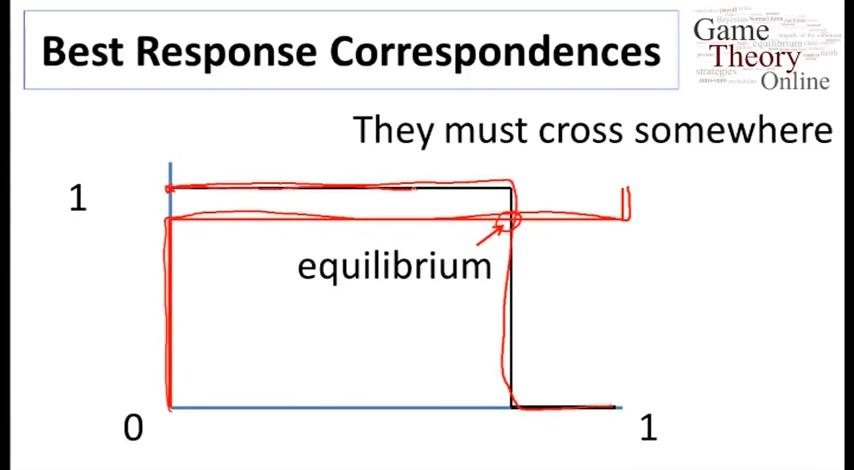 Best Response Correspondences
Game
Theory
Online
They must cross somewhere
1
equilibrium
0
1